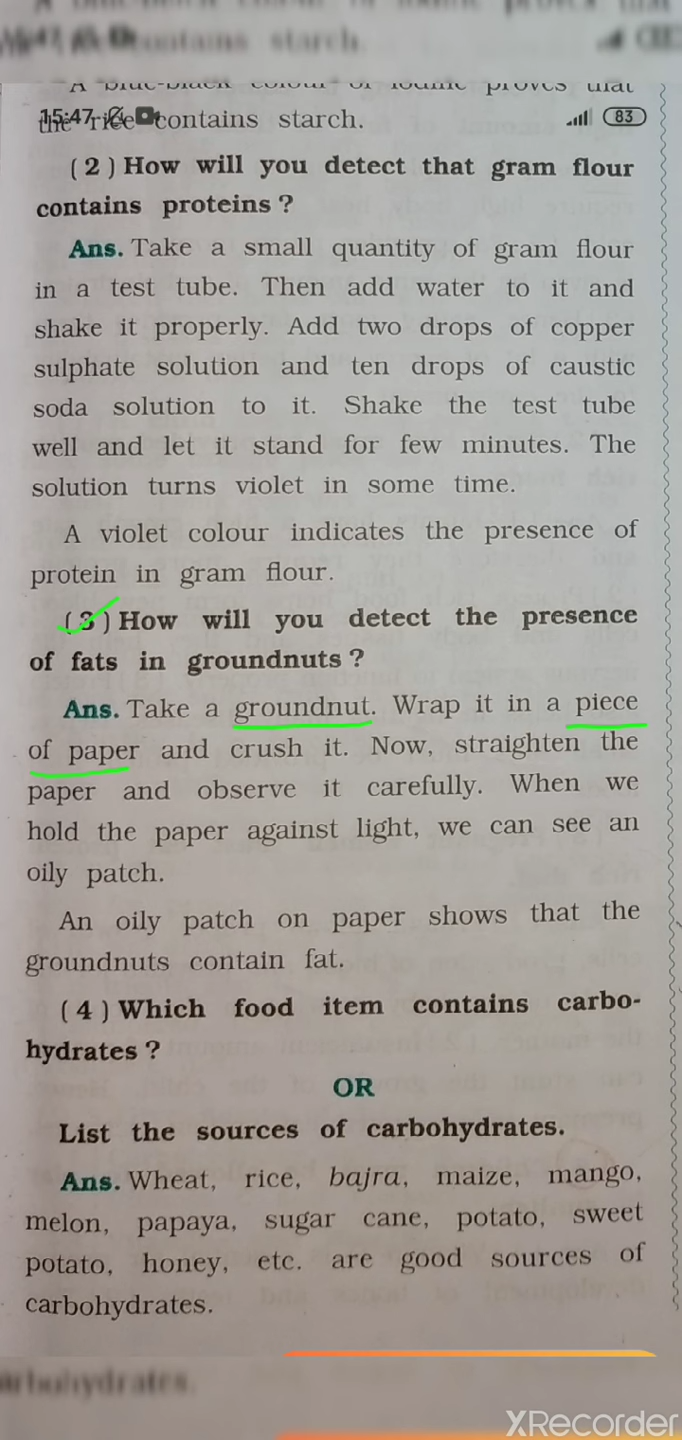 contains starch.
A blue-black colour of iodine proves that
15:47
the rice contains starch.
83
( 2 ) How will you detect that gram flour
contains proteins ?
Ans. Take a small quantity of gram flour
in a test tube. Then add water to it and
shake it properly. Add two drops of copper
sulphate solution and ten drops of caustic
soda solution to it. Shake the test tube
well and let it stand for few minutes. The
solution turns violet in some time.
A violet colour indicates the presence of
protein in gram flour.
( 3 ) How will you detect the presence
of fats in groundnuts ?
Ans. Take a groundnut. Wrap it in a piece
of paper and crush it. Now, straighten the
paper and observe it carefully. When we
hold the paper against light, we can see an
oily patch.
An oily patch on paper shows that the
groundnuts contain fat.
( 4 ) Which food item contains carbo-
hydrates ?
OR
List the sources of carbohydrates.
Ans. Wheat, rice, bajra, maize, mango,
melon, papaya, sugar cane, potato, sweet
potato, honey, etc. are good sources of
carbohydrates.
arbohydrates.
XRecorder